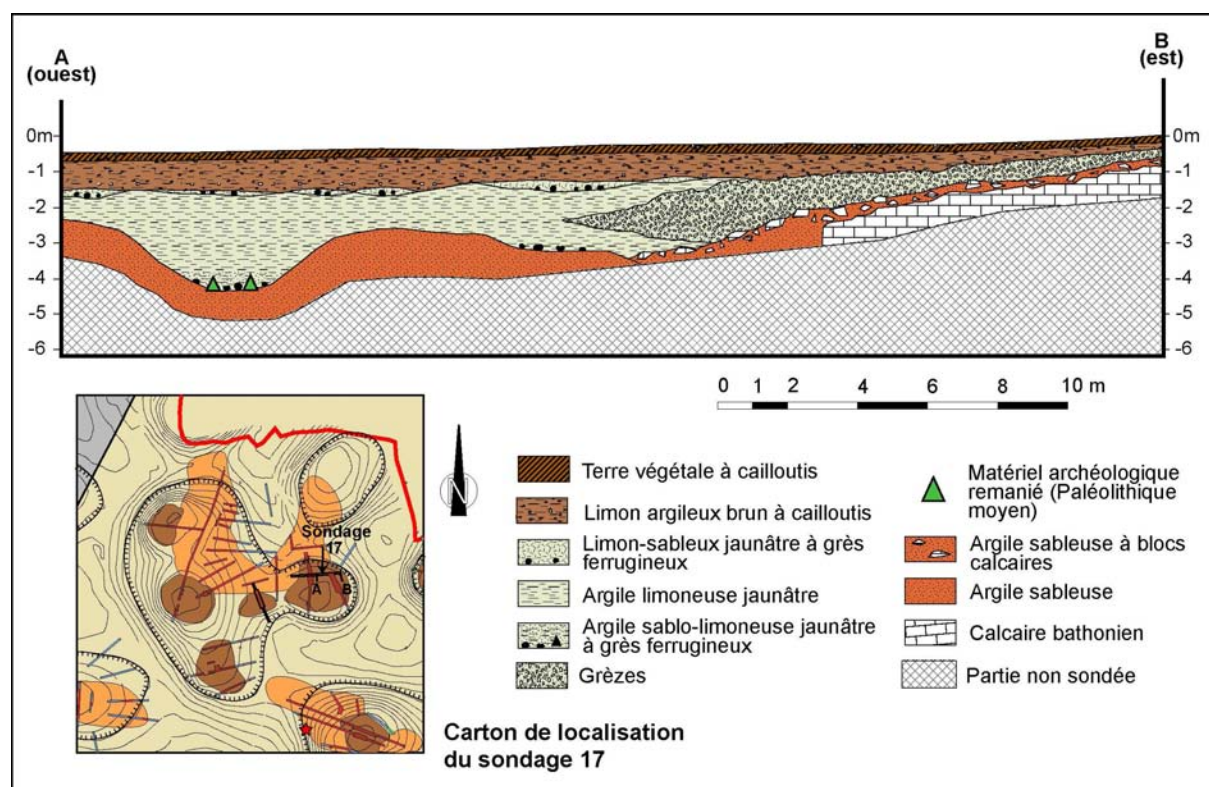 A
(ouest)
B
(est)
0m
-1
-2
-3
-4
-5
-6
0m
-1
-2
-3
-4
-5
-6
0 1 2 4 6 8 10 m
Sondage
17
A
B
N
Terre végétale à cailloutis
Limon argileux brun à cailloutis
Limon-sableux jaunâtre à grès
ferrugineux
Argile limoneuse jaunâtre
Argile sablo-limoneuse jaunâtre
à grès ferrugineux
Grèzes
Matériel archéologique
remanié (Paléolithique
moyen)
Argile sableuse à blocs
calcaires
Argile sableuse
Calcaire bathonien
Partie non sondée
Carton de localisation
du sondage 17